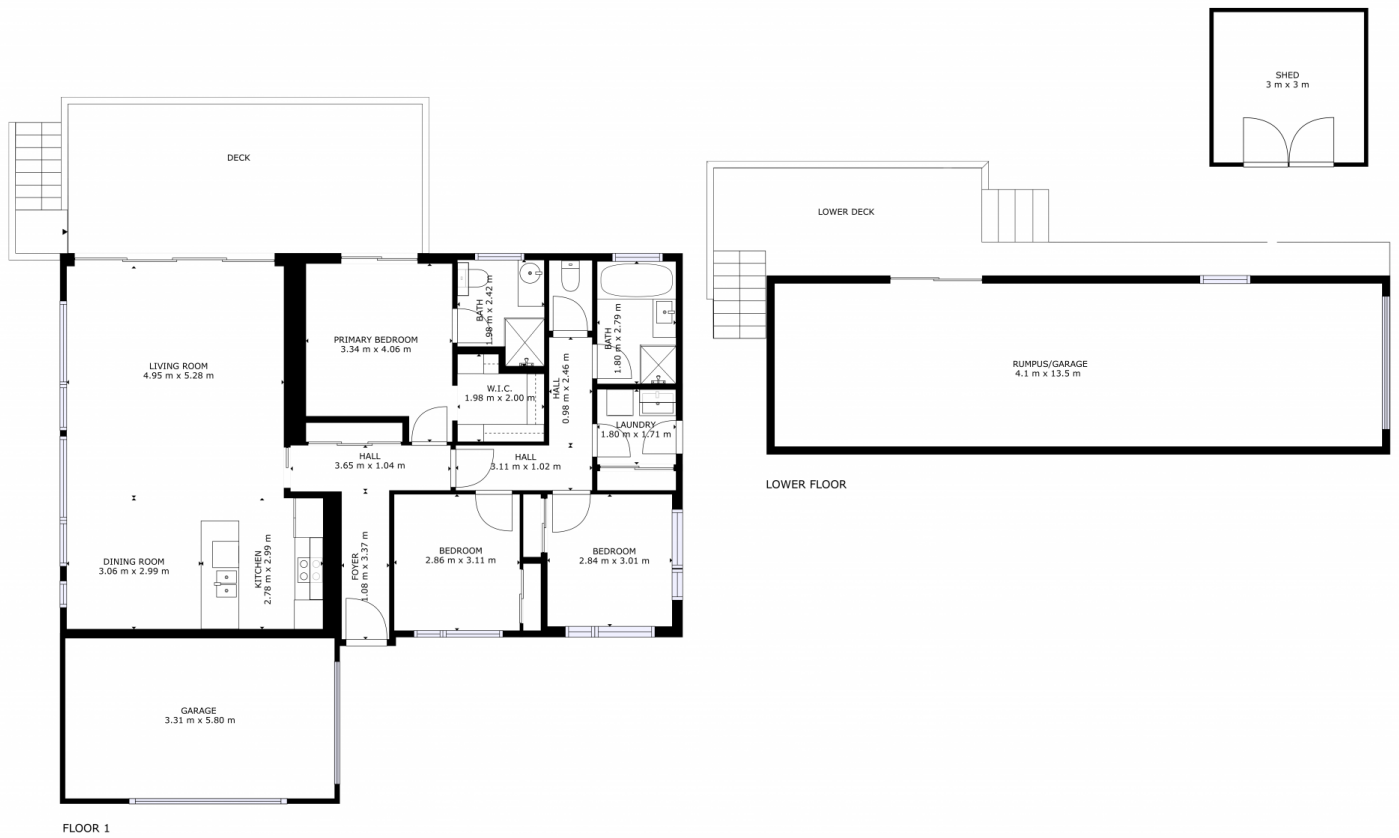 SHED
3 m x 3 m
DECK
LOWER DECK
BATH
1.98 m x 2.42 m
BATH
1.80 m x 2.79 m
PRIMARY BEDROOM
3.34 m x 4.06 m
LIVING ROOM
4.95 m x 5.28 m
W.I.C.
1.98 m x 2.00 m
HALL
0.98 m x 2.46 m
RUMPUS/GARAGE
4.1 m x 13.5 m
LAUNDRY
1.80 m x 1.71 m
HALL
3.65 m x 1.04 m
HALL
3.11 m x 1.02 m
LOWER FLOOR
DINING ROOM
3.06 m x 2.99 m
KITCHEN
2.78 m x 2.99 m
FOYER
1.08 m x 3.37 m
BEDROOM
2.86 m x 3.11 m
BEDROOM
2.84 m x 3.01 m
GARAGE
3.31 m x 5.80 m
FLOOR 1